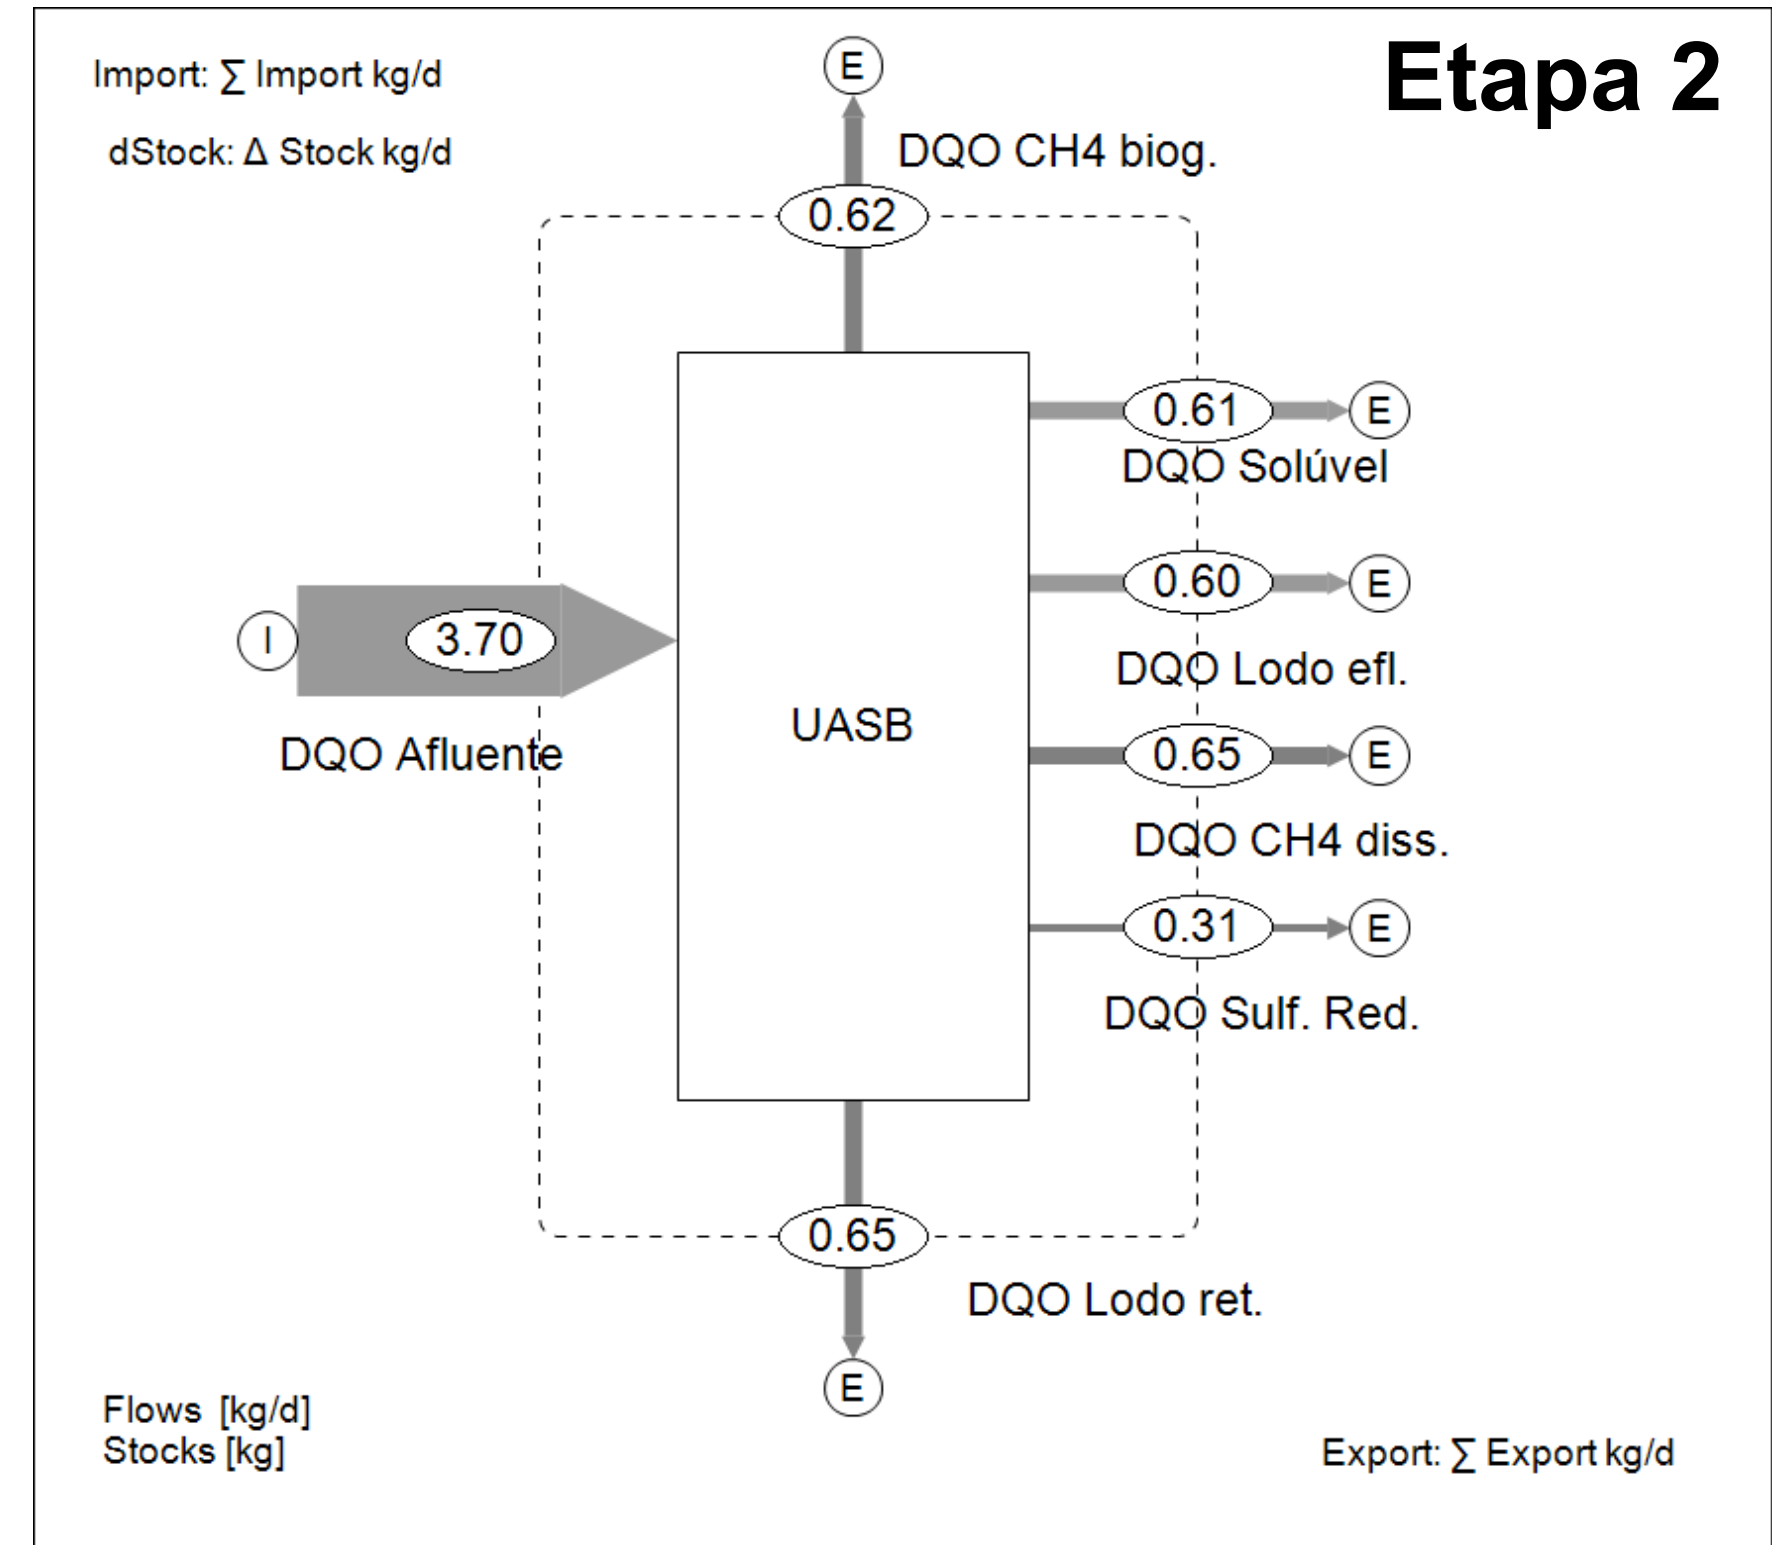 Etapa 2
Import: ∑ Import kg/d
dStock: Δ Stock kg/d
E
DQO CH4 biog.
0.62
0.61
E
DQO Solúvel
0.60
E
DQO Lodo efl.
I
3.70
DQO Afluente
UASB
0.65
E
DQO CH4 diss.
0.31
E
DQO Sulf. Red.
0.65
DQO Lodo ret.
E
Flows [kg/d]
Stocks [kg]
Export: ∑ Export kg/d